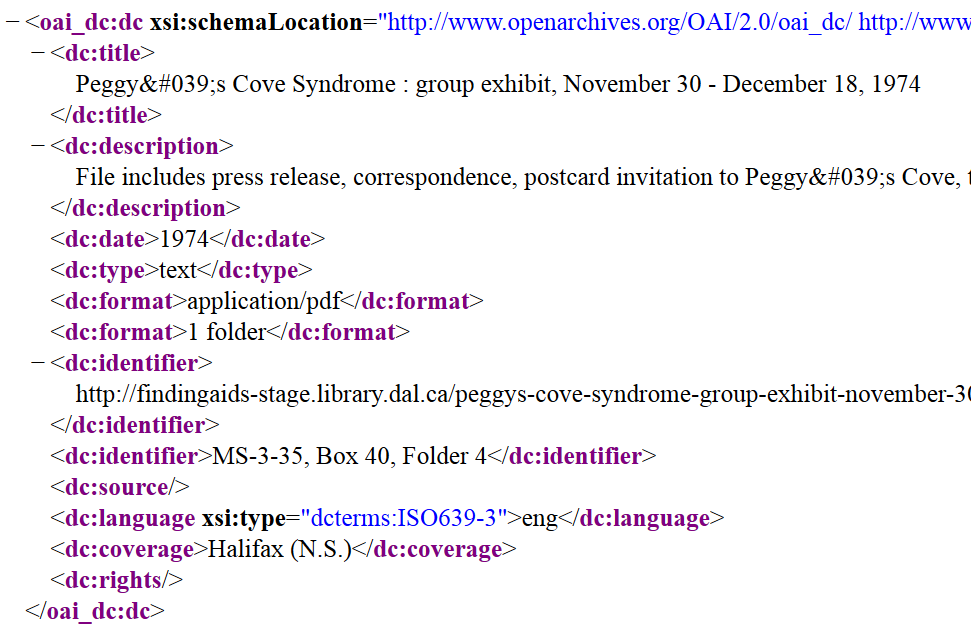 −<oai_dc:dc xsi:schemaLocation="http://www.openarchives.org/OAI/2.0/oai_dc/ http://www
−<dc:title>
Peggy&#039;s Cove Syndrome : group exhibit, November 30 - December 18, 1974
</dc:title>
−<dc:description>
File includes press release, correspondence, postcard invitation to Peggy&#039;s Cove,
</dc:description>
<dc:date>1974</dc:date>
<dc:type>text</dc:type>
<dc:format>application/pdf</dc:format>
<dc:format>1 folder</dc:format>
−<dc:identifier>
http://findingaids-stage.library.dal.ca/peggys-cove-syndrome-group-exhibit-november-30
</dc:identifier>
<dc:identifier>MS-3-35, Box 40, Folder 4</dc:identifier>
<dc:source/>
<dc:language xsi:type="dcterms:ISO639-3">eng</dc:language>
<dc:coverage>Halifax (N.S.)</dc:coverage>
<dc:rights/>
</oai_dc:dc>